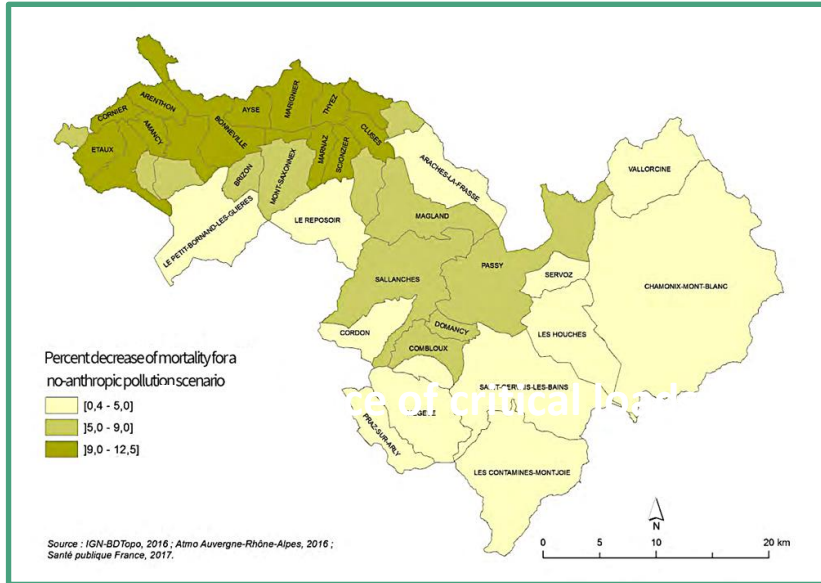 CORNIER
ARENTHON
AYSE
MARIGNIER
THYEZ
ETAUX
AMANCY
BONNEVILLE
MARNAZ
SCIONZIER
CLUSES
BRIZON
MONT-SAXONNEX
ARACHES-LA-FRASSE
VALLORCINE
LE PETIT-BORNAND-LES-GLIERES
LE REPOSOIR
MAGLAND
SALLANCHES
PASSY
SERVOZ
CHAMONIX-MONT-BLANC
CORDON
DOMANCY
LES HOUCHES
COMBLOUX
SAINT-GERVAIS-LES-BAINS
of critical
PRAZ-SUR-ARLY
LES CONTAMINES-MONTJOIE
Percent decrease of mortality for a
no-anthropic pollution scenario
[0,4 - 5,0]
]5,0 - 9,0]
]9,0 - 12,5]
Source : IGN-BDTopo, 2016 ; Atmo Auvergne-Rhône-Alpes, 2016 ;
Santé publique France, 2017.
N
0 5 10 20 km